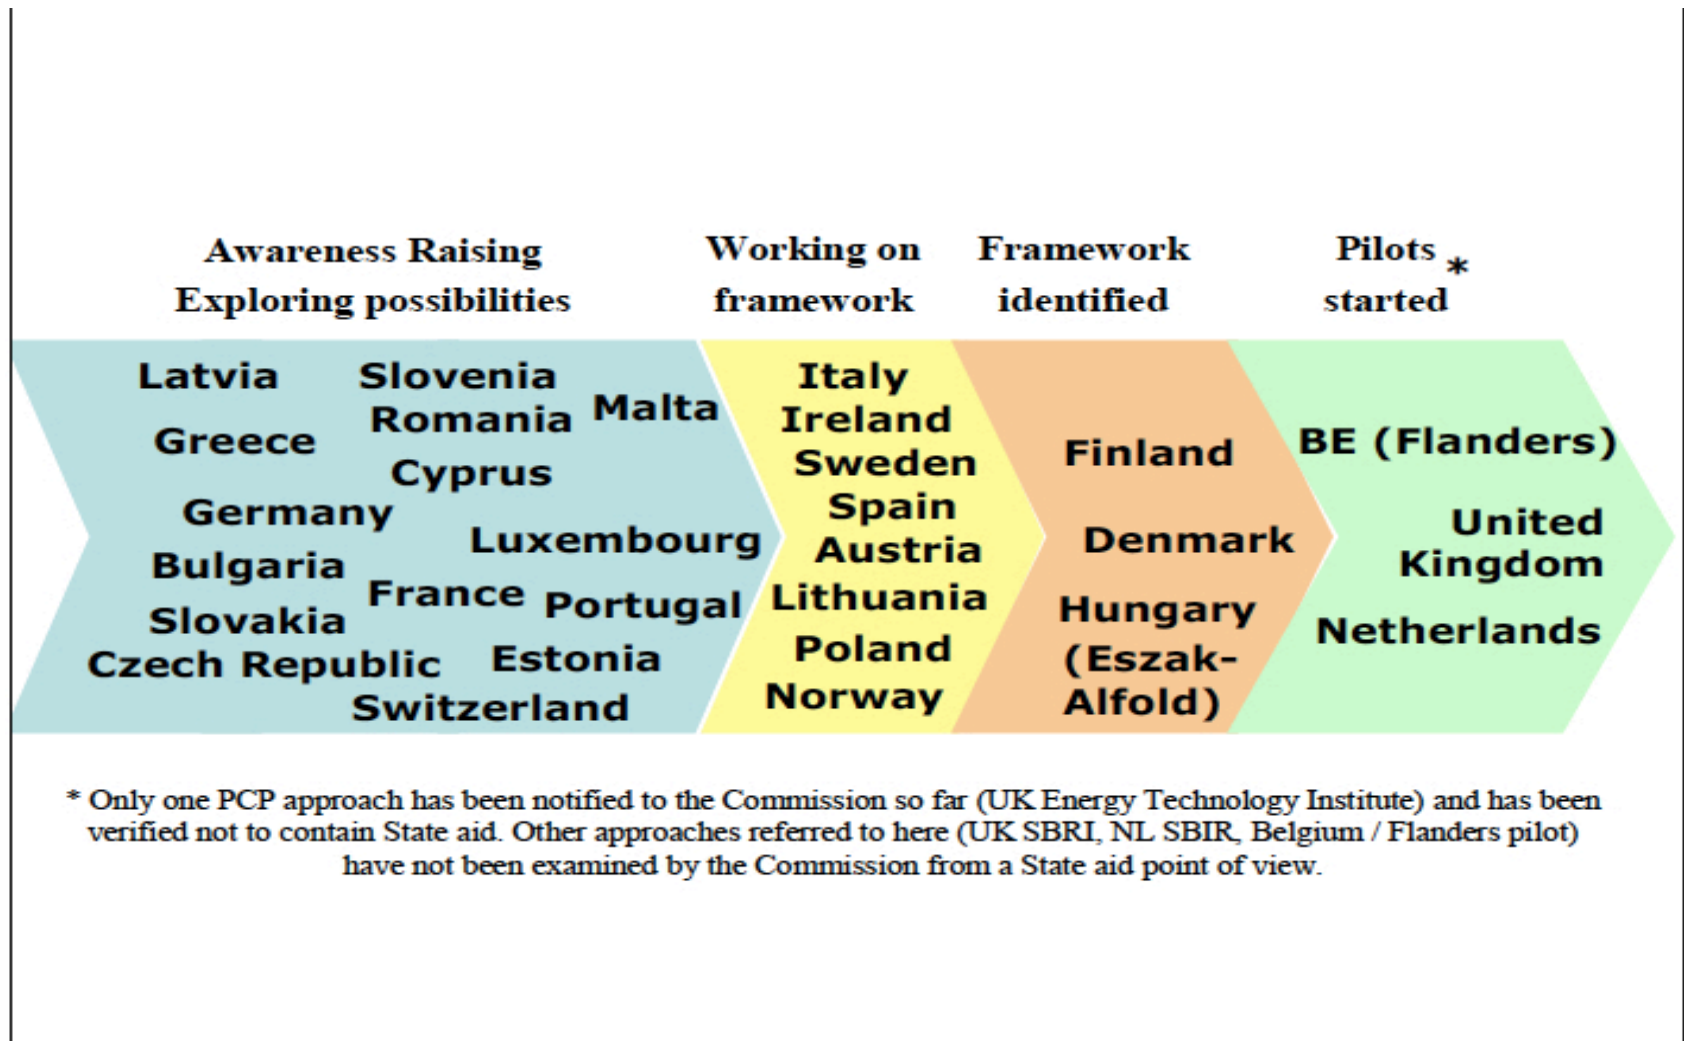 Awareness Raising
Exploring possibilities
Working on
framework
Framework
identified
Pilots *
started
Latvia
Slovenia
Romania
Malta
Greece
Cyprus
Germany
Luxembourg
Bulgaria
France
Portugal
Slovakia
Czech Republic
Estonia
Switzerland
Italy
Ireland
Sweden
Spain
Austria
Lithuania
Poland
Norway
Finland
Denmark
Hungary
(Eszak-
Alfold)
BE (Flanders)
United
Kingdom
Netherlands
* Only one PCP approach has been notified to the Commission so far (UK Energy Technology Institute) and has been
verified not to contain State aid. Other approaches referred to here (UK SBRI, NL SBIR, Belgium / Flanders pilot)
have not been examined by the Commission from a State aid point of view.